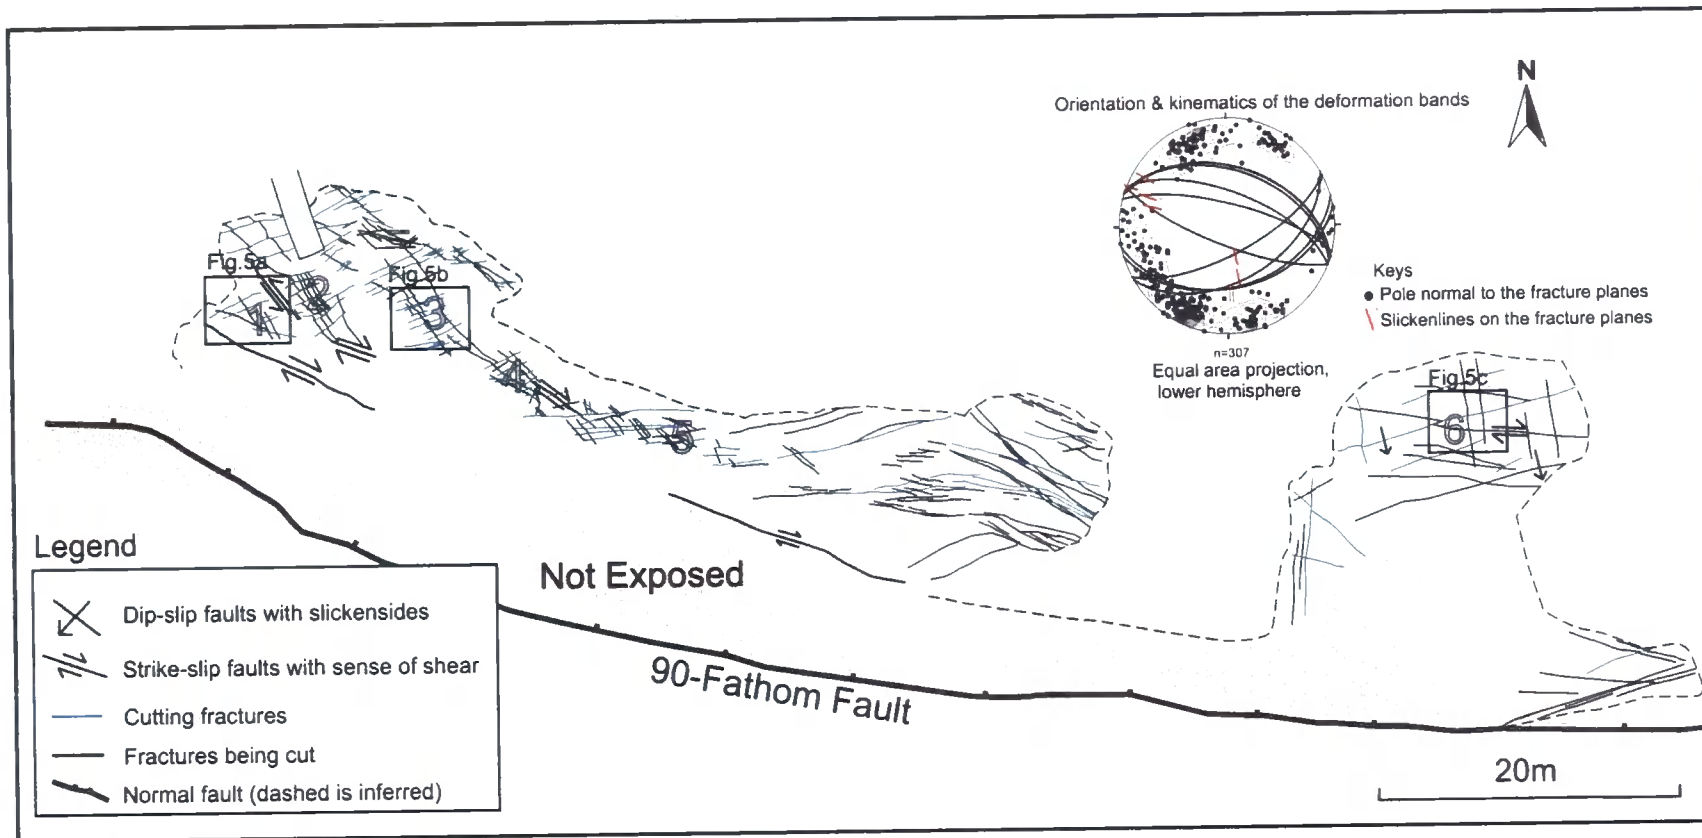 N
Orientation & kinematics of the deformation bands
Fig.5a
2
Fig.5b
1
3
Keys
Pole normal to the fracture planes
Slickenlines on the fracture planes
n=307
Equal area projection,
lower hemisphere
4
Fig.5c
5
6
Legend
Not Exposed
Dip-slip faults with slickensides
Strike-slip faults with sense of shear
90-Fathom Fault
Cutting fractures
Fractures being cut
Normal fault (dashed is inferred)
20m